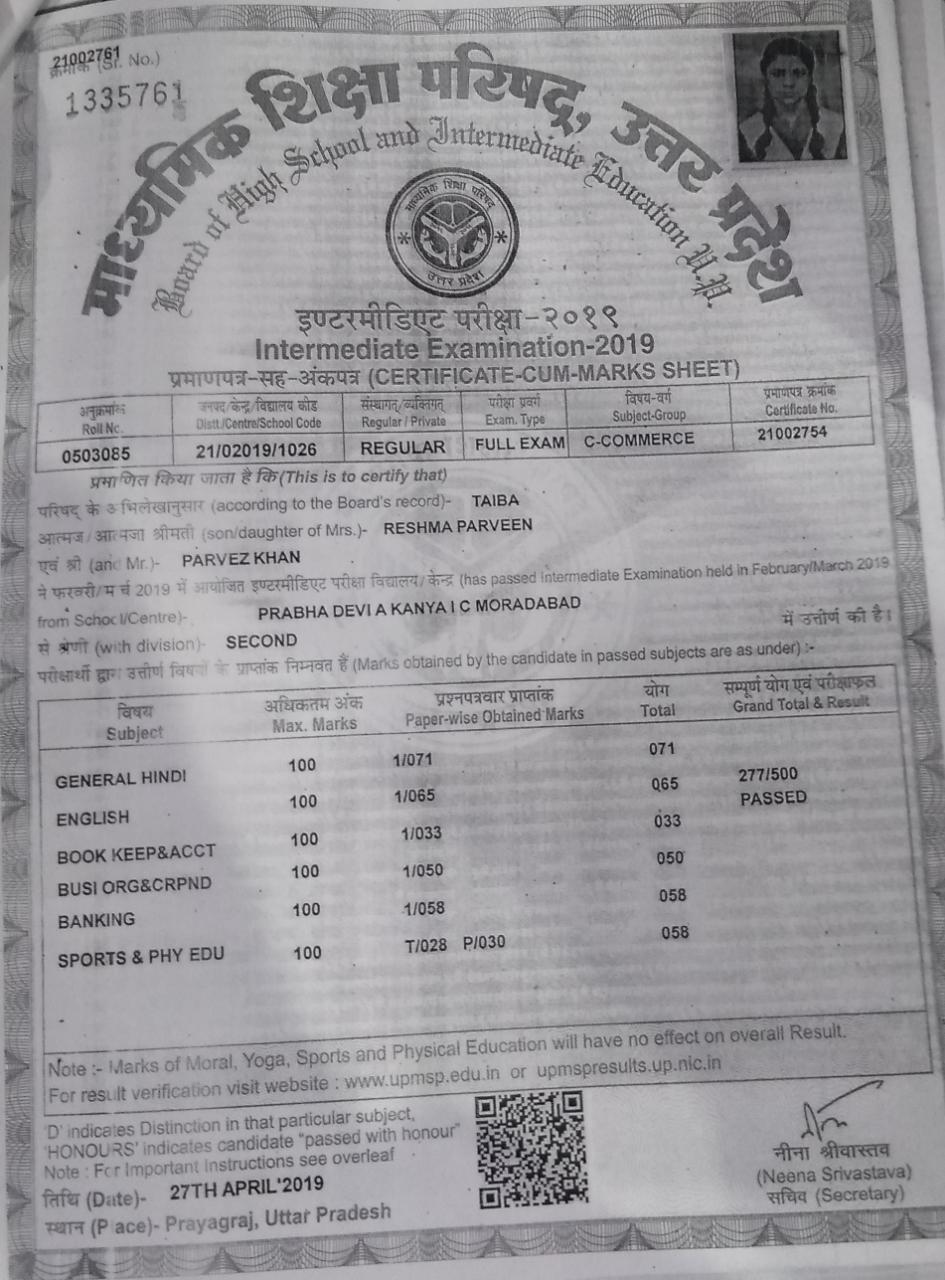 21002761
क्रमांक (Sr. No.)
1335761
माध्यमिक शिक्षा परिषद्, उत्तर प्रदेश
Board of High School and Intermediate Education U.P.
माध्यमिक शिक्षा परिषद
उत्तर प्रदेश
इण्टरमीडिएट परीक्षा-२०१९
Intermediate Examination-2019
प्रमाणपत्र-सह-अंकपत्र (CERTIFICATE-CUM-MARKS SHEET)
अनुक्रमांक जनपद/केन्द्र/विद्यालय कोड संस्थागत/व्यक्तिगत् परीक्षा प्रवर्ग विषय-वर्ग प्रमाणपत्र क्रमांक
Roll No. Distt./Centre/School Code Regular / Private Exam. Type Subject-Group Certificate No.
0503085 21/02019/1026 REGULAR FULL EXAM C-COMMERCE 21002754
प्रमाणित किया जाता है कि (This is to certify that)
परिषद के अभिलेखानुसार (according to the Board's record)- TAIBA
आत्मज/आत्मजा श्रीमती (son/daughter of Mrs.)- RESHMA PARVEEN
एवं श्री (and Mr.)- PARVEZ KHAN
ने फरवरी/मार्च 2019 में आयोजित इण्टरमीडिएट परीक्षा विद्यालय/केन्द्र (has passed Intermediate Examination held in February/March 2019
from School/Centre)- PRABHA DEVI A KANYA I C MORADABAD
से श्रेणी (with division)- SECOND में उत्तीर्ण की है।
परीक्षार्थी द्वारा उत्तीर्ण विषयों के प्राप्तांक निम्नवत हैं (Marks obtained by the candidate in passed subjects are as under) :-
विषय अधिकतम अंक प्रश्नपत्रवार प्राप्तांक योग सम्पूर्ण योग एवं परीक्षाफल
Subject Max. Marks Paper-wise Obtained Marks Total Grand Total & Result
GENERAL HINDI 100 1/071 071
ENGLISH 100 1/065 065 277/500
PASSED
BOOK KEEP&ACCT 100 1/033 033
BUSI ORG&CRPND 100 1/050 050
BANKING 100 1/058 058
SPORTS & PHY EDU 100 T/028 P/030 058
Note :- Marks of Moral, Yoga, Sports and Physical Education will have no effect on overall Result.
For result verification visit website : www.upmsp.edu.in or upmspresults.up.nic.in
'D' indicates Distinction in that particular subject,
'HONOURS' indicates candidate "passed with honour"
Note : For Important Instructions see overleaf
तिथि (Date)- 27TH APRIL'2019
स्थान (Place)- Prayagraj, Uttar Pradesh
नीना श्रीवास्तव
(Neena Srivastava)
सचिव (Secretary)